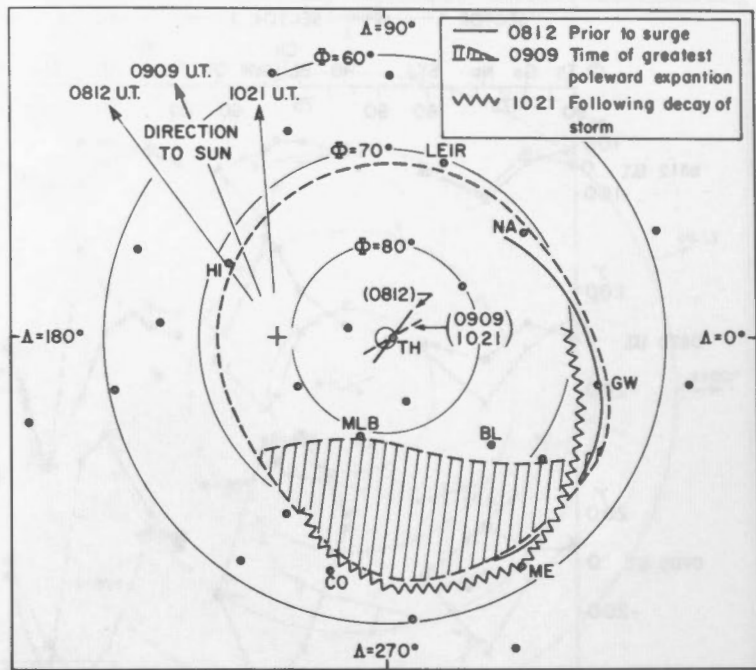 Λ=90°
Φ=60°
0812 Prior to surge
0909 Time of greatest
poleward expantion
1021 Following decay of
storm
0909 U.T.
0812 U.T.
1021 U.T.
DIRECTION
TO SUN
Φ=70°
LEIR
NA
Φ=80°
HI
(0812)
(0909
1021)
TH
Λ=180°
Λ=0°
GW
MLB
BL
CO
ME
Λ=270°